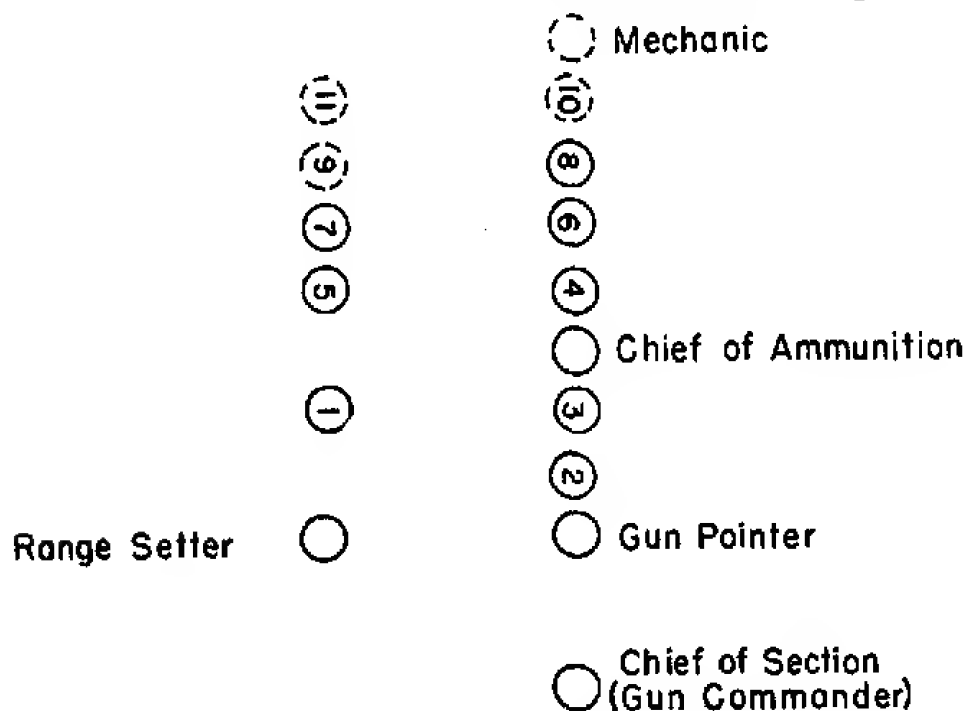 Mechanic
11 10
9 8
7 6
5 4
Chief of Ammunition
1 3
2
Range Setter Gun Pointer
Chief of Section
(Gun Commander)